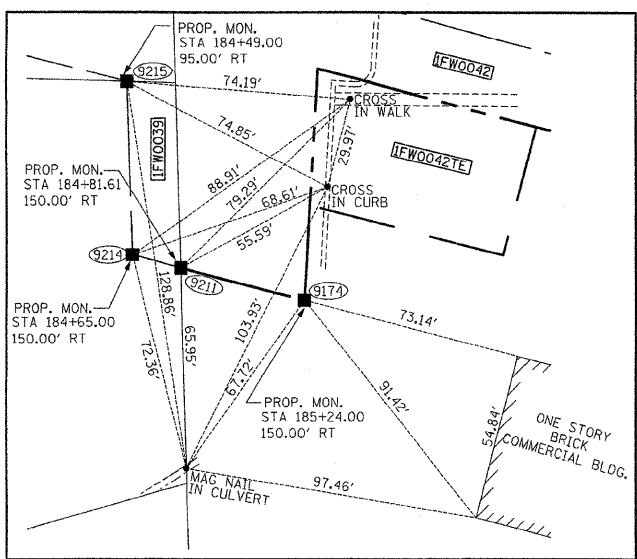 PROP. MON.
STA 184+49.00
95.00' RT
9215
74.19'
1FW0042
CROSS
IN WALK
74.85'
29.97'
1FW0042TE
1FW0039
88.91'
79.29'
PROP. MON.
STA 184+81.61
150.00' RT
68.61'
CROSS
IN CURB
55.59'
9214
9211
9174
128.86'
103.93'
73.14'
PROP. MON.
STA 184+65.00
150.00' RT
72.36'
65.95'
67.72'
91.42'
PROP. MON.
STA 185+24.00
150.00' RT
54.84'
ONE STORY
BRICK
COMMERCIAL BLDG.
MAG NAIL
IN CULVERT
97.46'